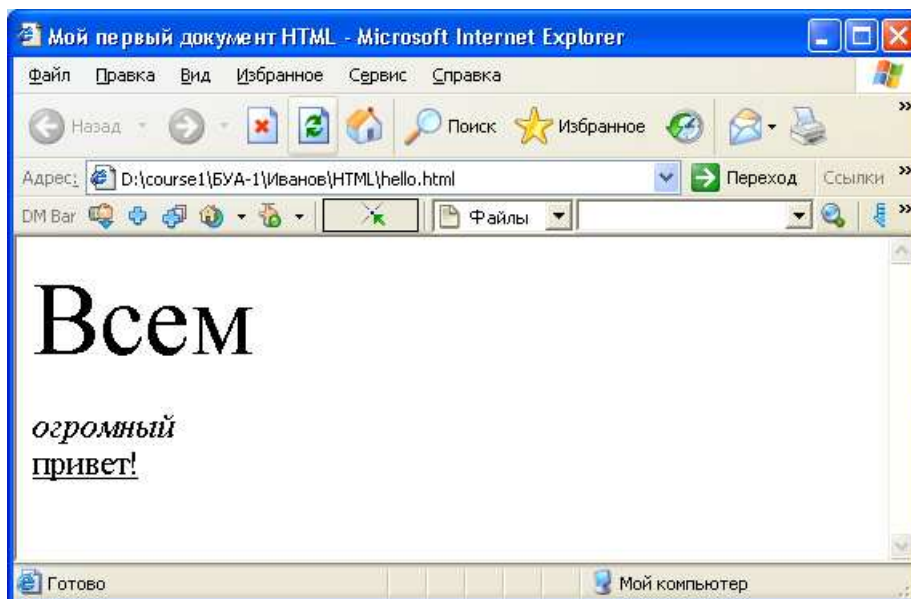 Мой первый документ HTML - Microsoft Internet Explorer
Файл Правка Вид Избранное Сервис Справка
Назад Поиск Избранное
Адрес: D:\course1\БУА-1\Иванов\HTML\hello.html Переход Ссылки
DM Bar Файлы
Всем
огромный
привет!
Готово Мой компьютер